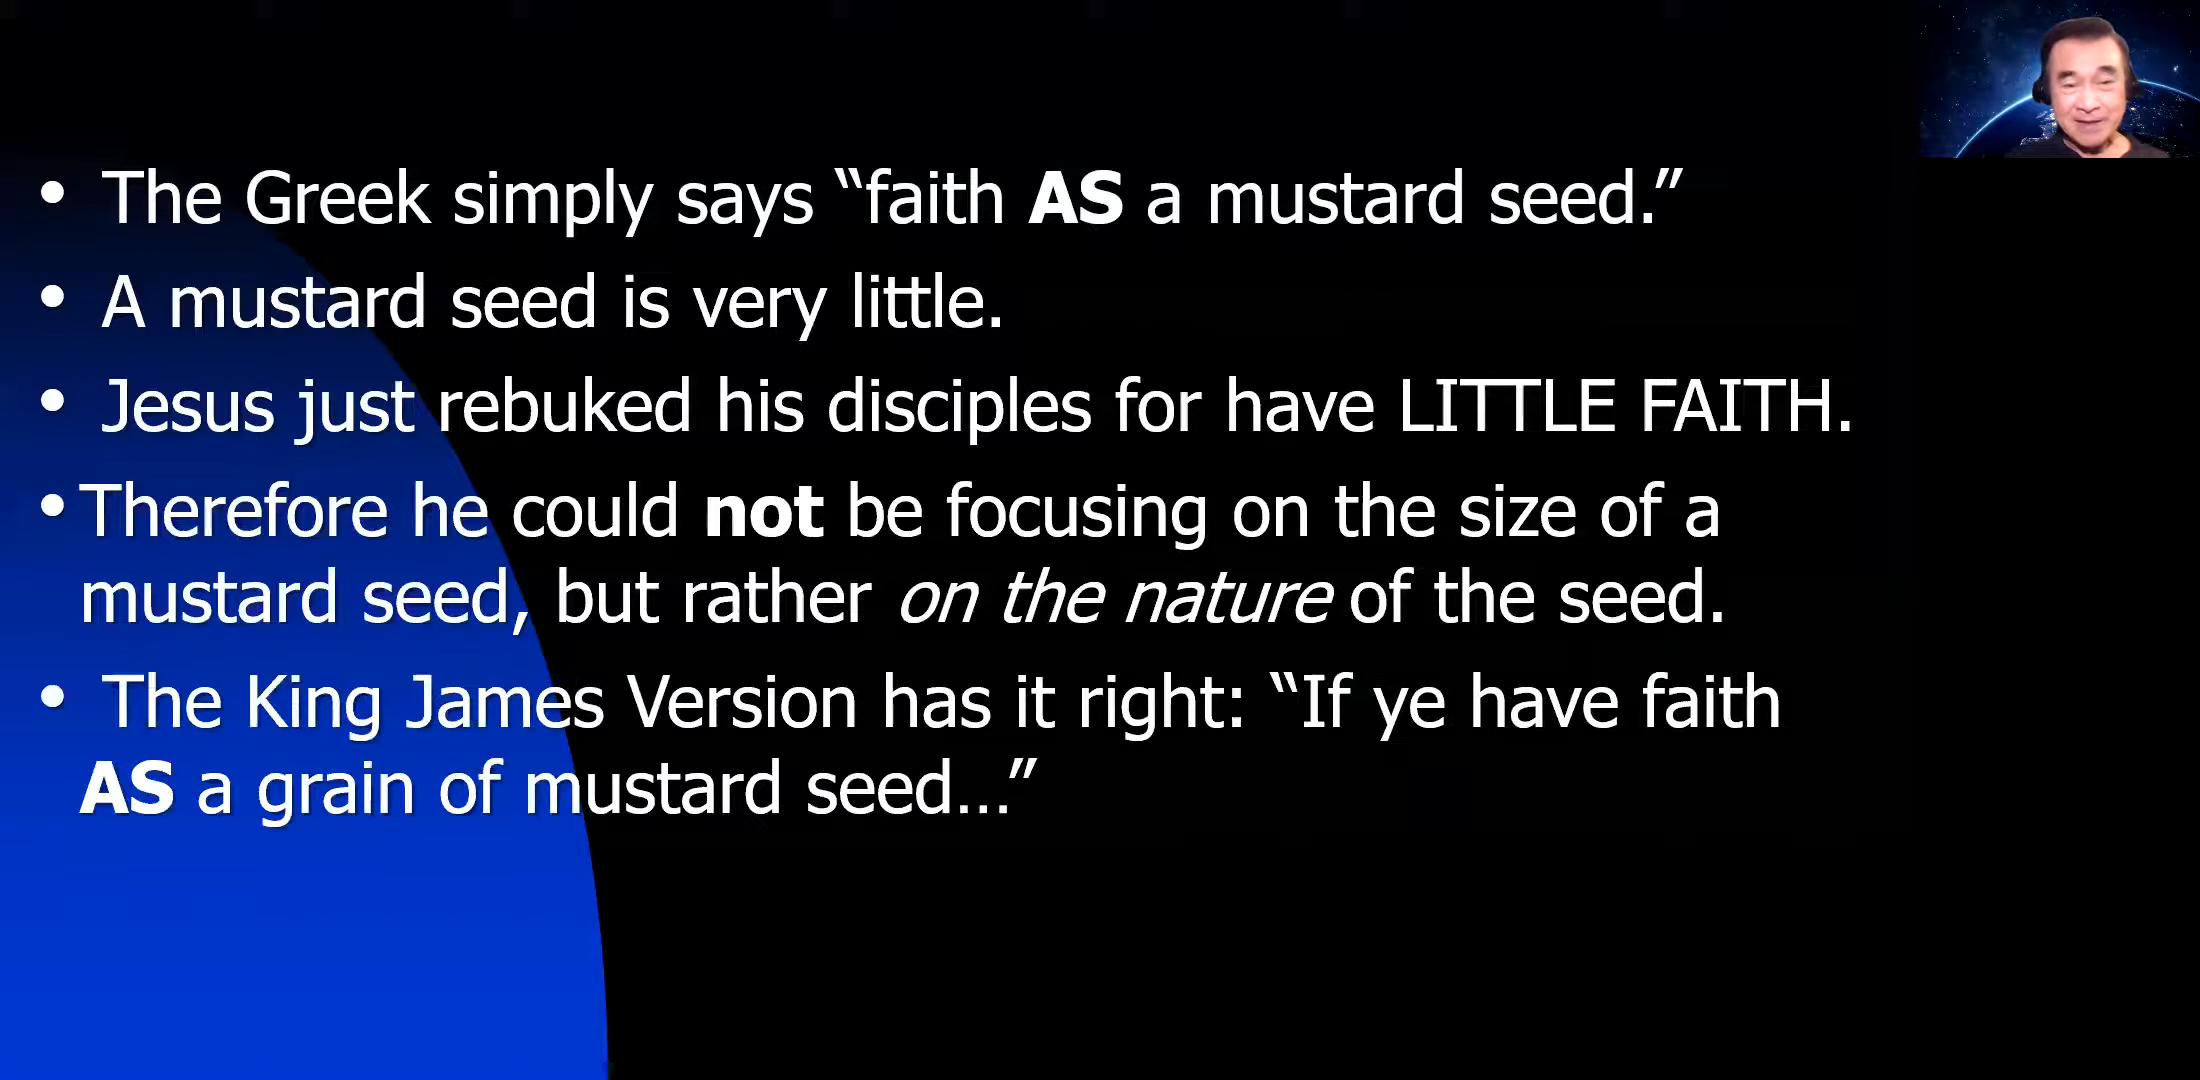 • The Greek simply says “faith AS a mustard seed.”
• A mustard seed is very little.
• Jesus just rebuked his disciples for have LITTLE FAITH.
• Therefore he could not be focusing on the size of a
mustard seed, but rather on the nature of the seed.
• The King James Version has it right: “If ye have faith
AS a grain of mustard seed…”